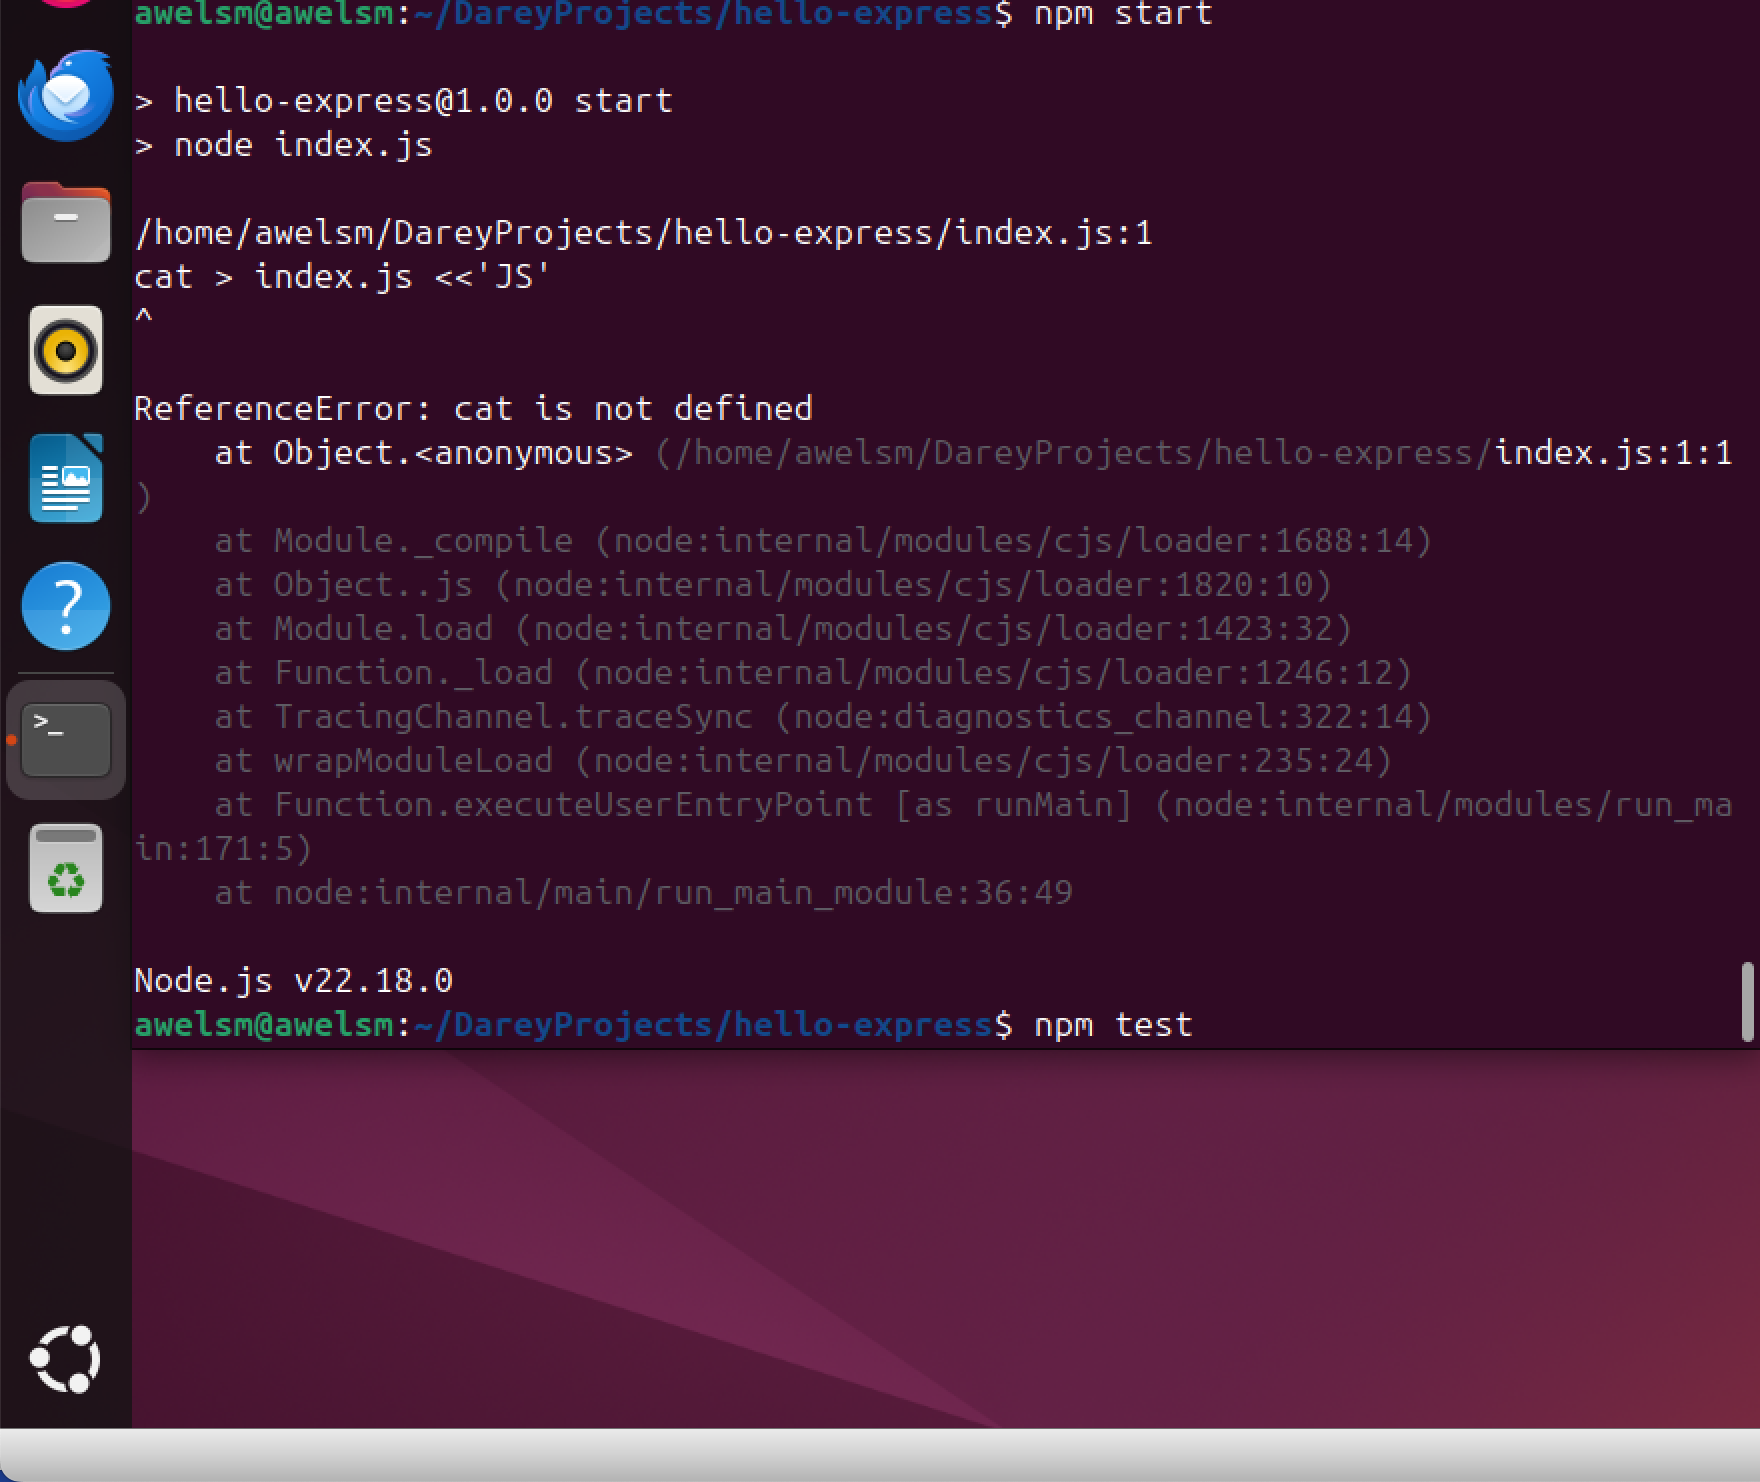 awelsm@awelsm:~/DareyProjects/hello-express$ npm start
> hello-express@1.0.0 start
> node index.js
/home/awelsm/DareyProjects/hello-express/index.js:1
cat > index.js <<'JS'
^
ReferenceError: cat is not defined
    at Object.<anonymous> (/home/awelsm/DareyProjects/hello-express/index.js:1:1
)
    at Module._compile (node:internal/modules/cjs/loader:1688:14)
    at Object..js (node:internal/modules/cjs/loader:1820:10)
    at Module.load (node:internal/modules/cjs/loader:1423:32)
    at Function._load (node:internal/modules/cjs/loader:1246:12)
    at TracingChannel.traceSync (node:diagnostics_channel:322:14)
    at wrapModuleLoad (node:internal/modules/cjs/loader:235:24)
    at Function.executeUserEntryPoint [as runMain] (node:internal/modules/run_ma
in:171:5)
    at node:internal/main/run_main_module:36:49
Node.js v22.18.0
awelsm@awelsm:~/DareyProjects/hello-express$ npm test